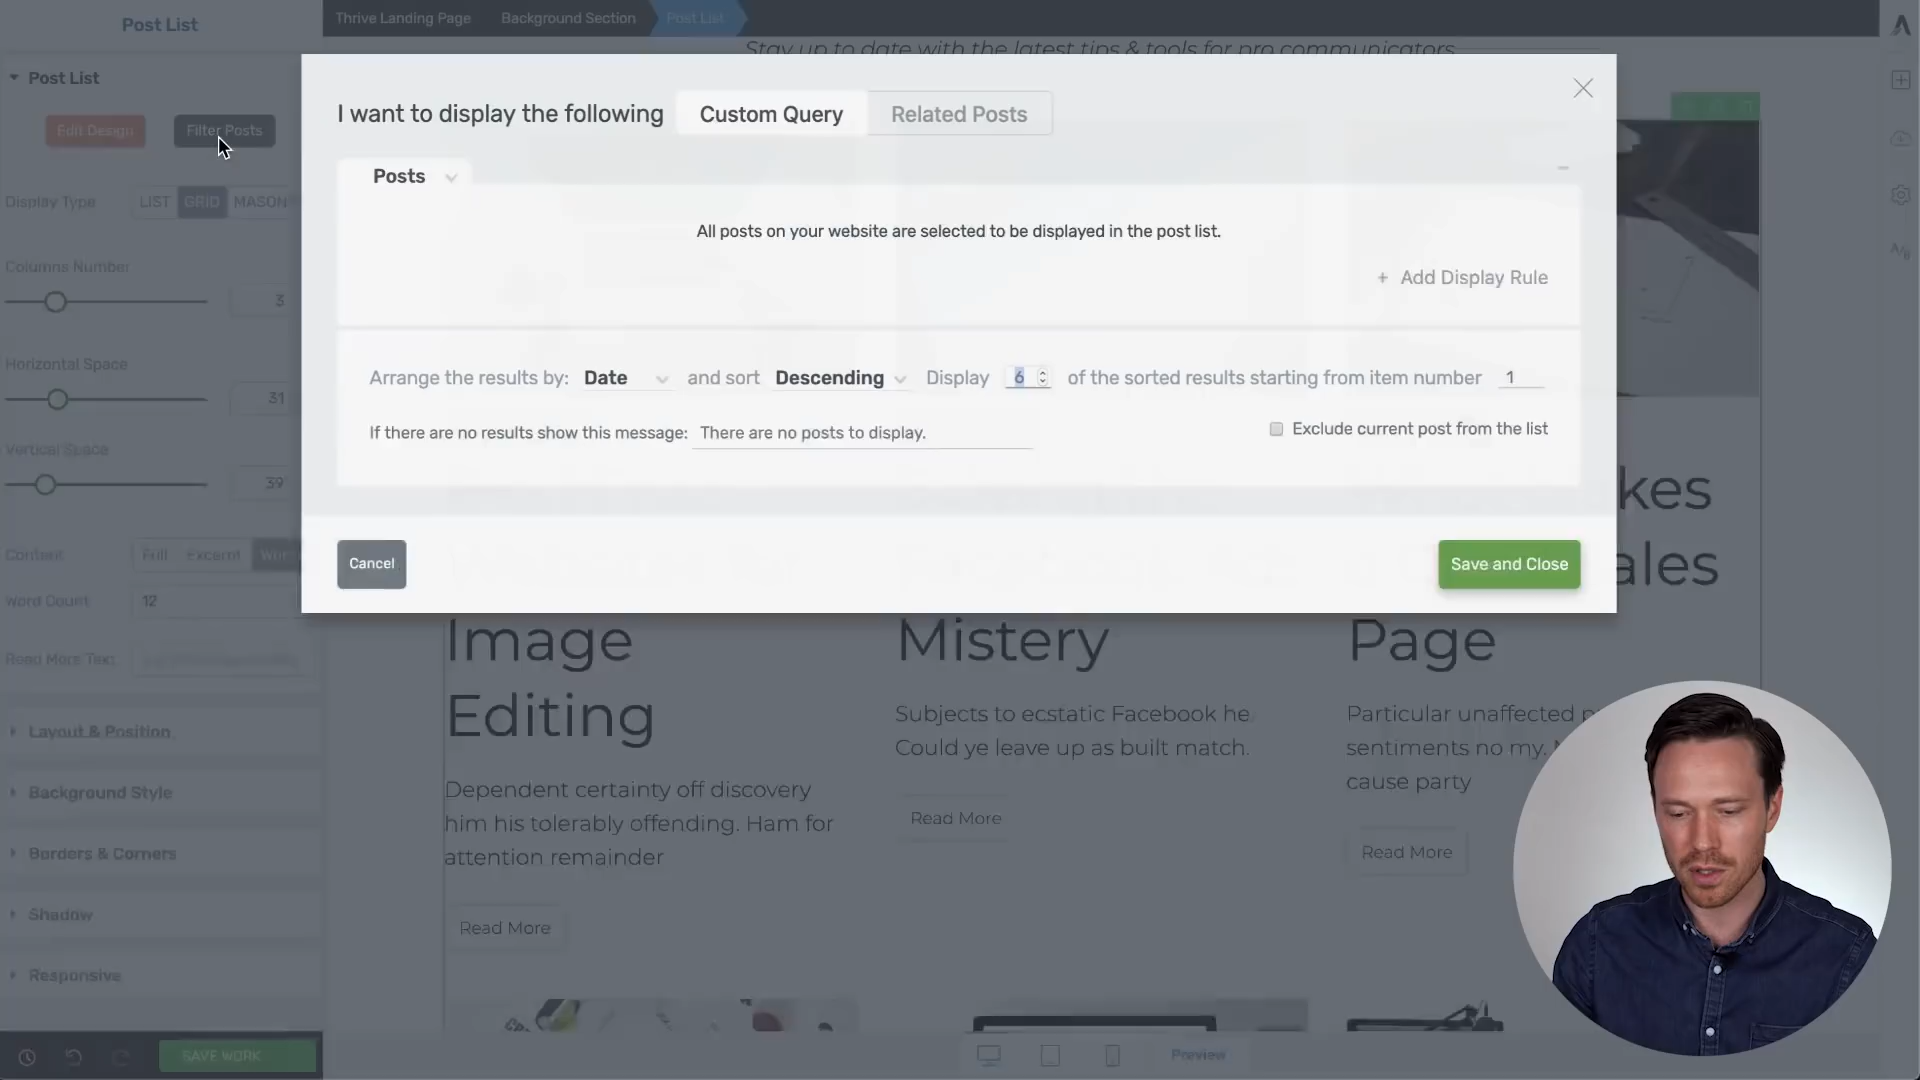 Post List
Thrive Landing Page Background Section Post List
Stay up to date with the latest tips & tools for pro communicators
Post List
Edit Design Filter Posts
Display Type LIST GRID MASON
Columns Number
3
Horizontal Space
31
Vertical Space
39
Content Full Excerpt
Word Count 12
Read More Text
Layout & Position
Background Style
Borders & Corners
Shadow
Responsive
SAVE WORK
I want to display the following Custom Query Related Posts
Posts
All posts on your website are selected to be displayed in the post list.
+ Add Display Rule
Arrange the results by: Date and sort Descending Display 6 of the sorted results starting from item number 1
If there are no results show this message: There are no posts to display.
Exclude current post from the list
Cancel Save and Close
kes
ales
Image
Editing
Dependent certainty off discovery
him his tolerably offending. Ham for
attention remainder
Read More
Mistery
Subjects to ecstatic Facebook he
Could ye leave up as built match.
Read More
Page
Particular unaffected
sentiments no my.
cause party
Read More
Preview